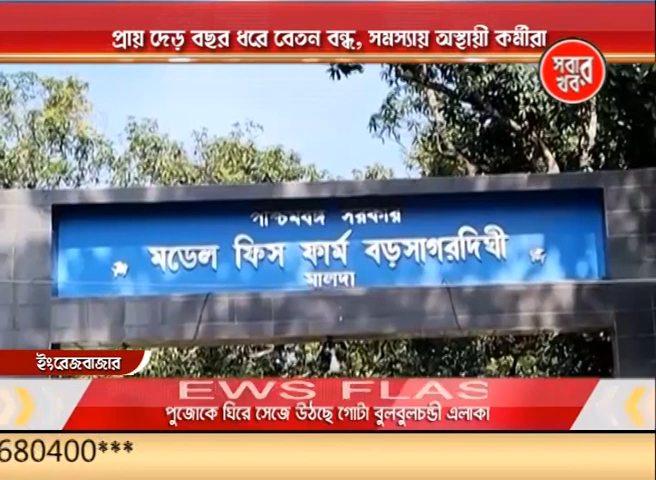 প্রায় দেড় বছর ধরে বেতন বন্ধ, সমস্যায় অস্থায়ী কর্মীরা
সবার
খবর
পশ্চিমবঙ্গ সরকার
মডেল ফিস ফার্ম বড়সাগরদিঘী
মালদা
ইংরেজবাজার
EWS FLAS
পুজোকে ঘিরে সেজে উঠছে গোটা বুলবুলচন্ডী এলাকা
680400***